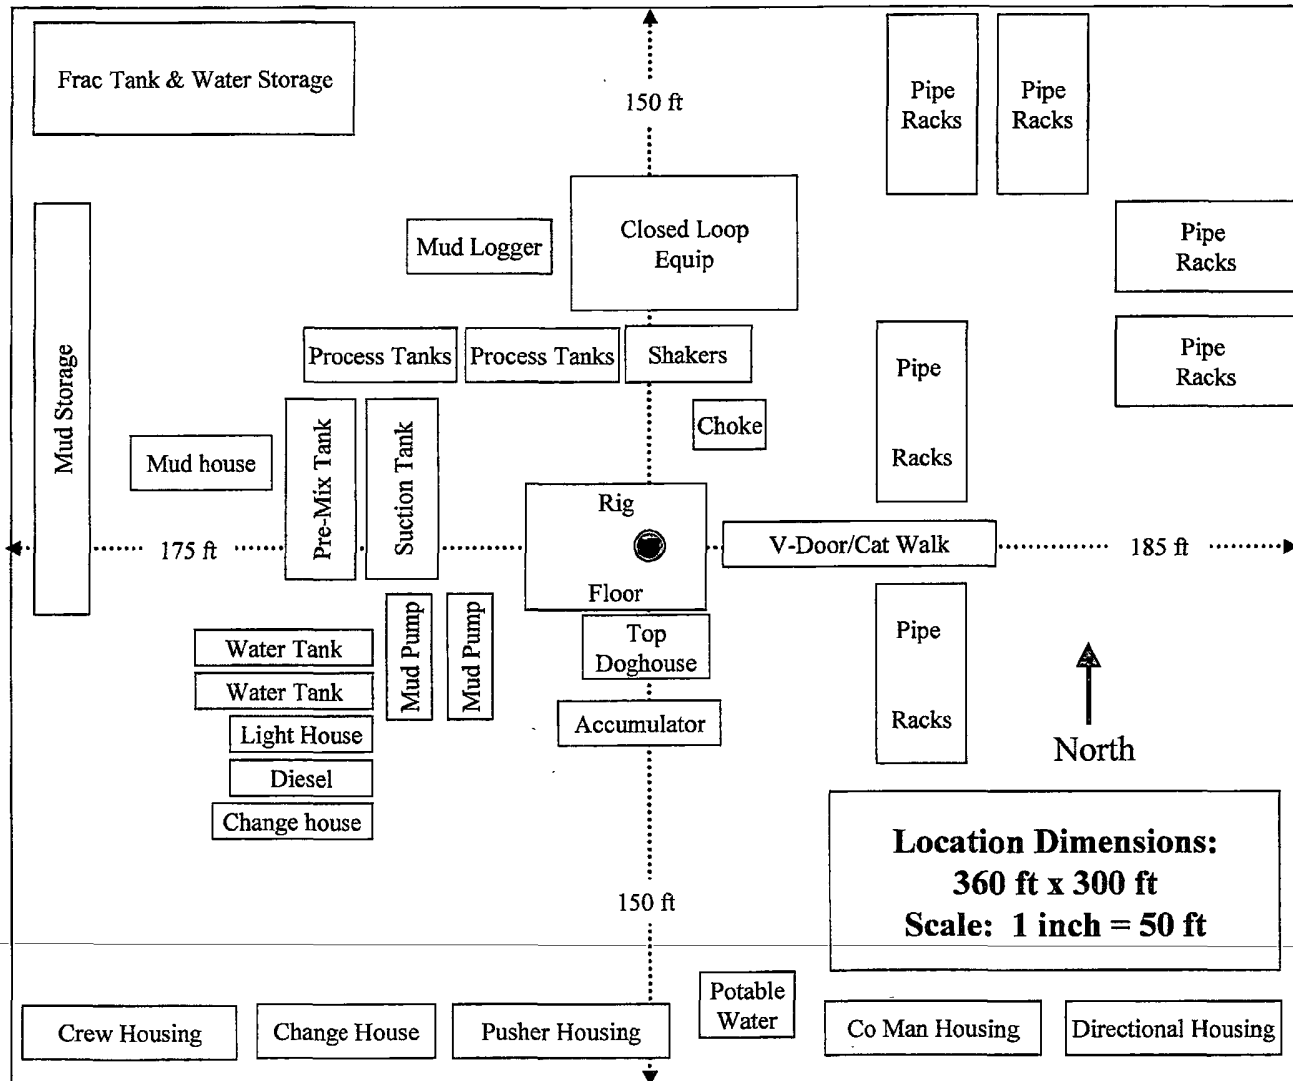 Frac Tank & Water Storage
150 ft
Pipe
Racks
Pipe
Racks
Mud Logger
Closed Loop
Equip
Pipe
Racks
Mud Storage
Process Tanks
Process Tanks
Shakers
Pipe
Racks
Pipe
Racks
Choke
Mud house
Pre-Mix Tank
Suction Tank
Rig
Floor
175 ft
V-Door/Cat Walk
185 ft
Mud Pump
Mud Pump
Water Tank
Water Tank
Light House
Diesel
Change house
Top
Doghouse
Accumulator
Pipe
Racks
North
Location Dimensions:
360 ft x 300 ft
Scale: 1 inch = 50 ft
150 ft
Crew Housing
Change House
Pusher Housing
Potable
Water
Co Man Housing
Directional Housing